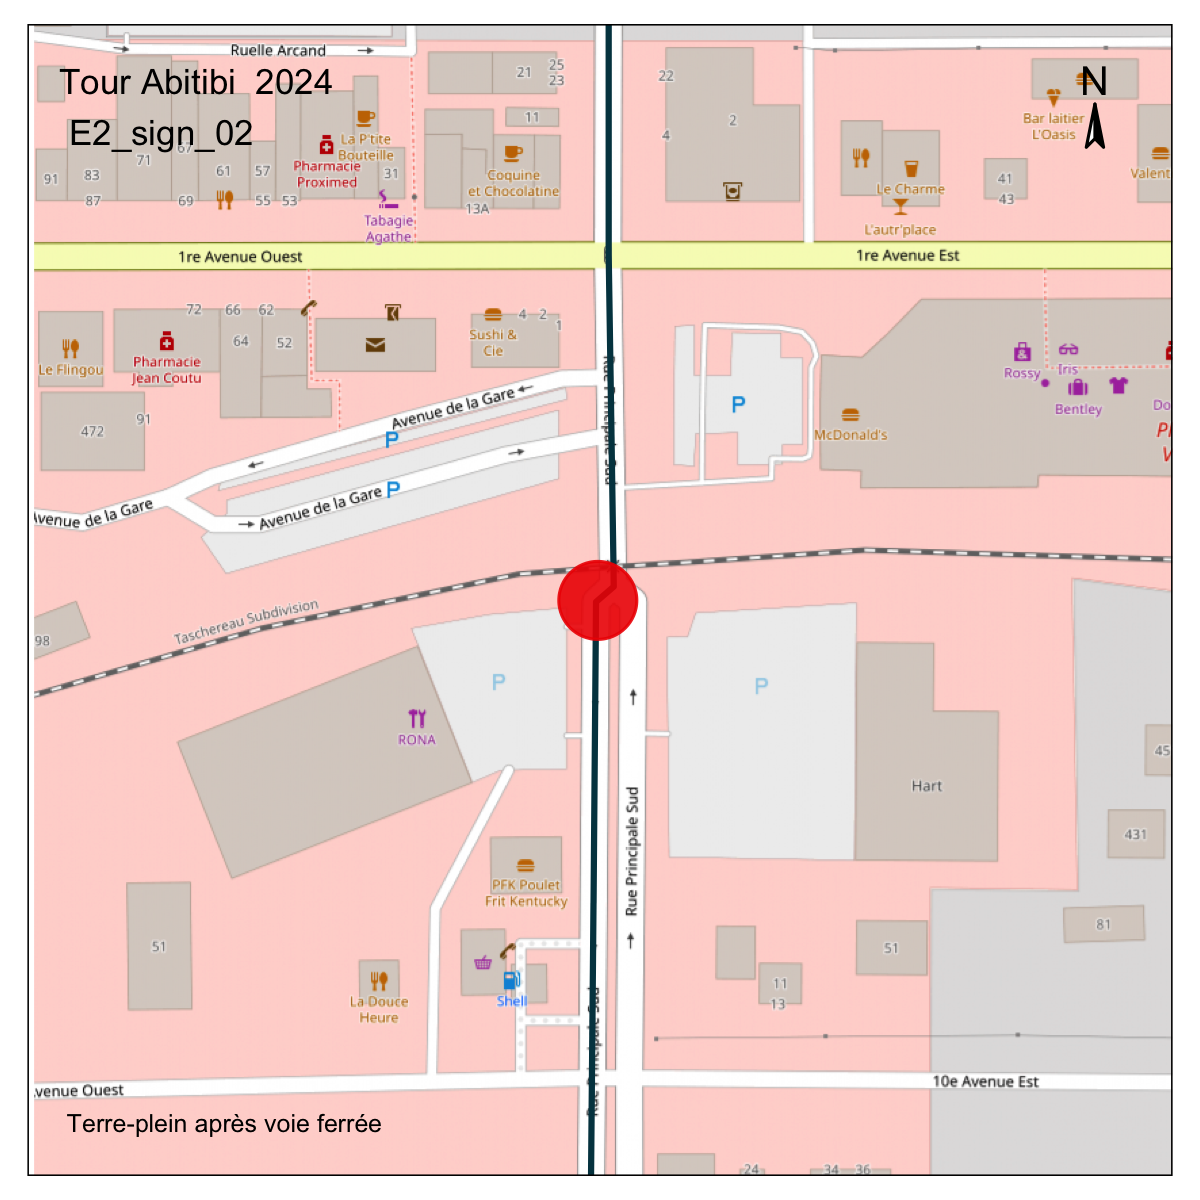 Ruelle Arcand
Tour Abitibi 2024
E2_sign_02
21
25
23
22
11
2
4
Bar laitier
L'Oasis
N
La P'tite
Bouteille
Pharmacie
Proximed
67
71
61
57
83
91
31
87
69
55
53
Coquine
et Chocolatine
13A
Tabagie
Agathe
Le Charme
L'autr'place
41
43
Valent
1re Avenue Ouest
1re Avenue Est
72
66
62
64
52
4
2
1
Sushi &
Cie
Le Flingou
Pharmacie
Jean Coutu
Rossy
Iris
Bentley
Do
McDonald's
P
91
472
Avenue de la Gare
P
P
Avenue de la Gare
Avenue de la Gare
Rue Principale Sud
Taschereau Subdivision
98
P
P
RONA
Hart
45
431
Rue Principale Sud
PFK Poulet
Frit Kentucky
51
81
51
11
13
La Douce
Heure
Shell
Rue Principale Sud
venue Ouest
10e Avenue Est
Terre-plein après voie ferrée
24
34
36